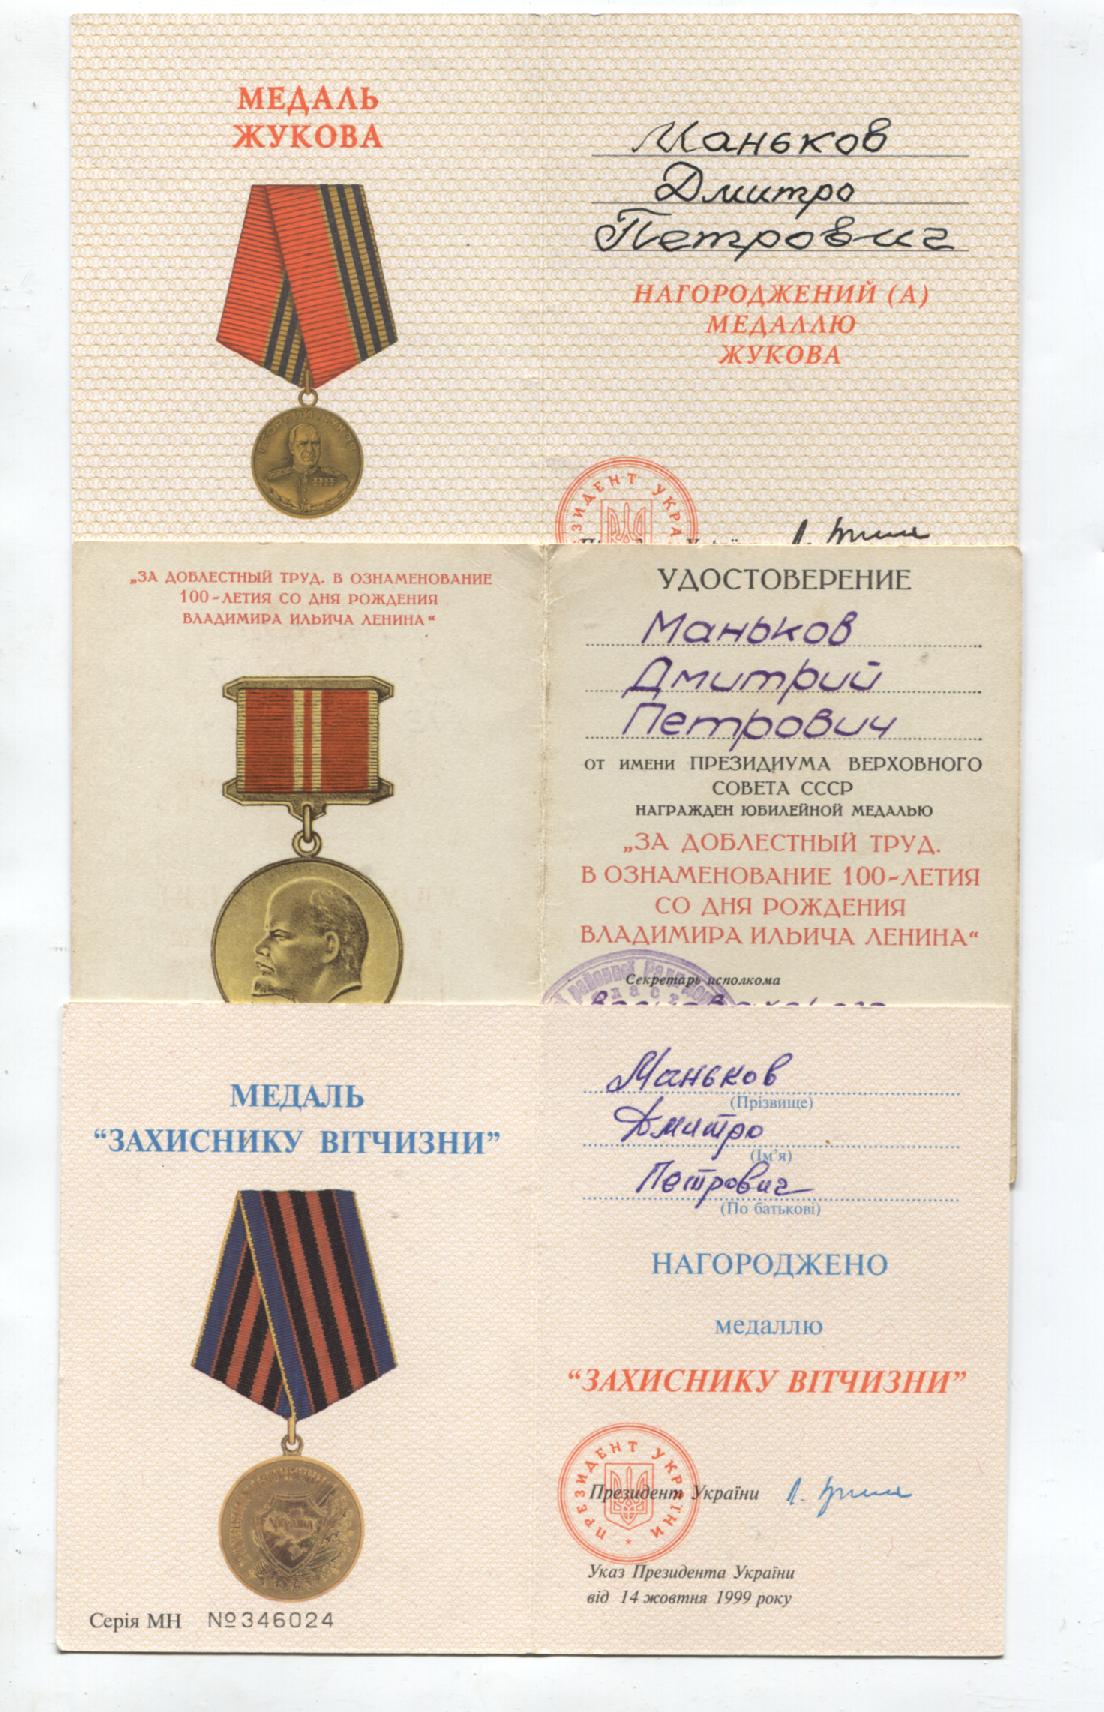 МЕДАЛЬ
ЖУКОВА
Маньков
Дмитро
Петрович
НАГОРОДЖЕНИЙ (А)
МЕДАЛЛЮ
ЖУКОВА
ПРЕЗИДЕНТ УКРАЇНИ
„ЗА ДОБЛЕСТНЫЙ ТРУД. В ОЗНАМЕНОВАНИЕ
100-ЛЕТИЯ СО ДНЯ РОЖДЕНИЯ
ВЛАДИМИРА ИЛЬИЧА ЛЕНИНА“
УДОСТОВЕРЕНИЕ
Маньков
Дмитрий
Петрович
ОТ ИМЕНИ ПРЕЗИДИУМА ВЕРХОВНОГО
СОВЕТА СССР
НАГРАЖДЕН ЮБИЛЕЙНОЙ МЕДАЛЬЮ
„ЗА ДОБЛЕСТНЫЙ ТРУД.
В ОЗНАМЕНОВАНИЕ 100-ЛЕТИЯ
СО ДНЯ РОЖДЕНИЯ
ВЛАДИМИРА ИЛЬИЧА ЛЕНИНА“
Секретарь исполкома
МЕДАЛЬ
“ЗАХИСНИКУ ВІТЧИЗНИ”
Серія МН №346024
Маньков
(Прізвище)
Дмитро
(Ім’я)
Петрович
(По батькові)
НАГОРОДЖЕНО
медаллю
“ЗАХИСНИКУ ВІТЧИЗНИ”
ПРЕЗИДЕНТ УКРАЇНИ
Президент України
Указ Президента України
від 14 жовтня 1999 року